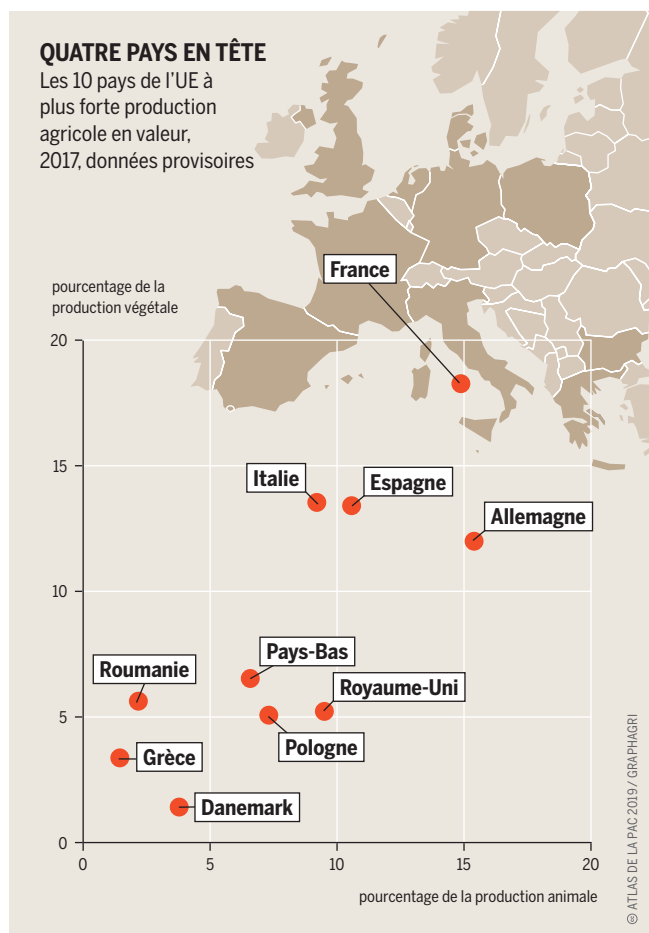 QUATRE PAYS EN TÊTE
Les 10 pays de l'UE à
plus forte production
agricole en valeur,
2017, données provisoires
France
pourcentage de la
production végétale
20
15
Italie
Espagne
Allemagne
10
Pays-Bas
Roumanie
Royaume-Uni
5
Pologne
Grèce
Danemark
0
0 5 10 15 20
pourcentage de la production animale
© ATLAS DE LA PAC 2019 / GRAPHAGRI